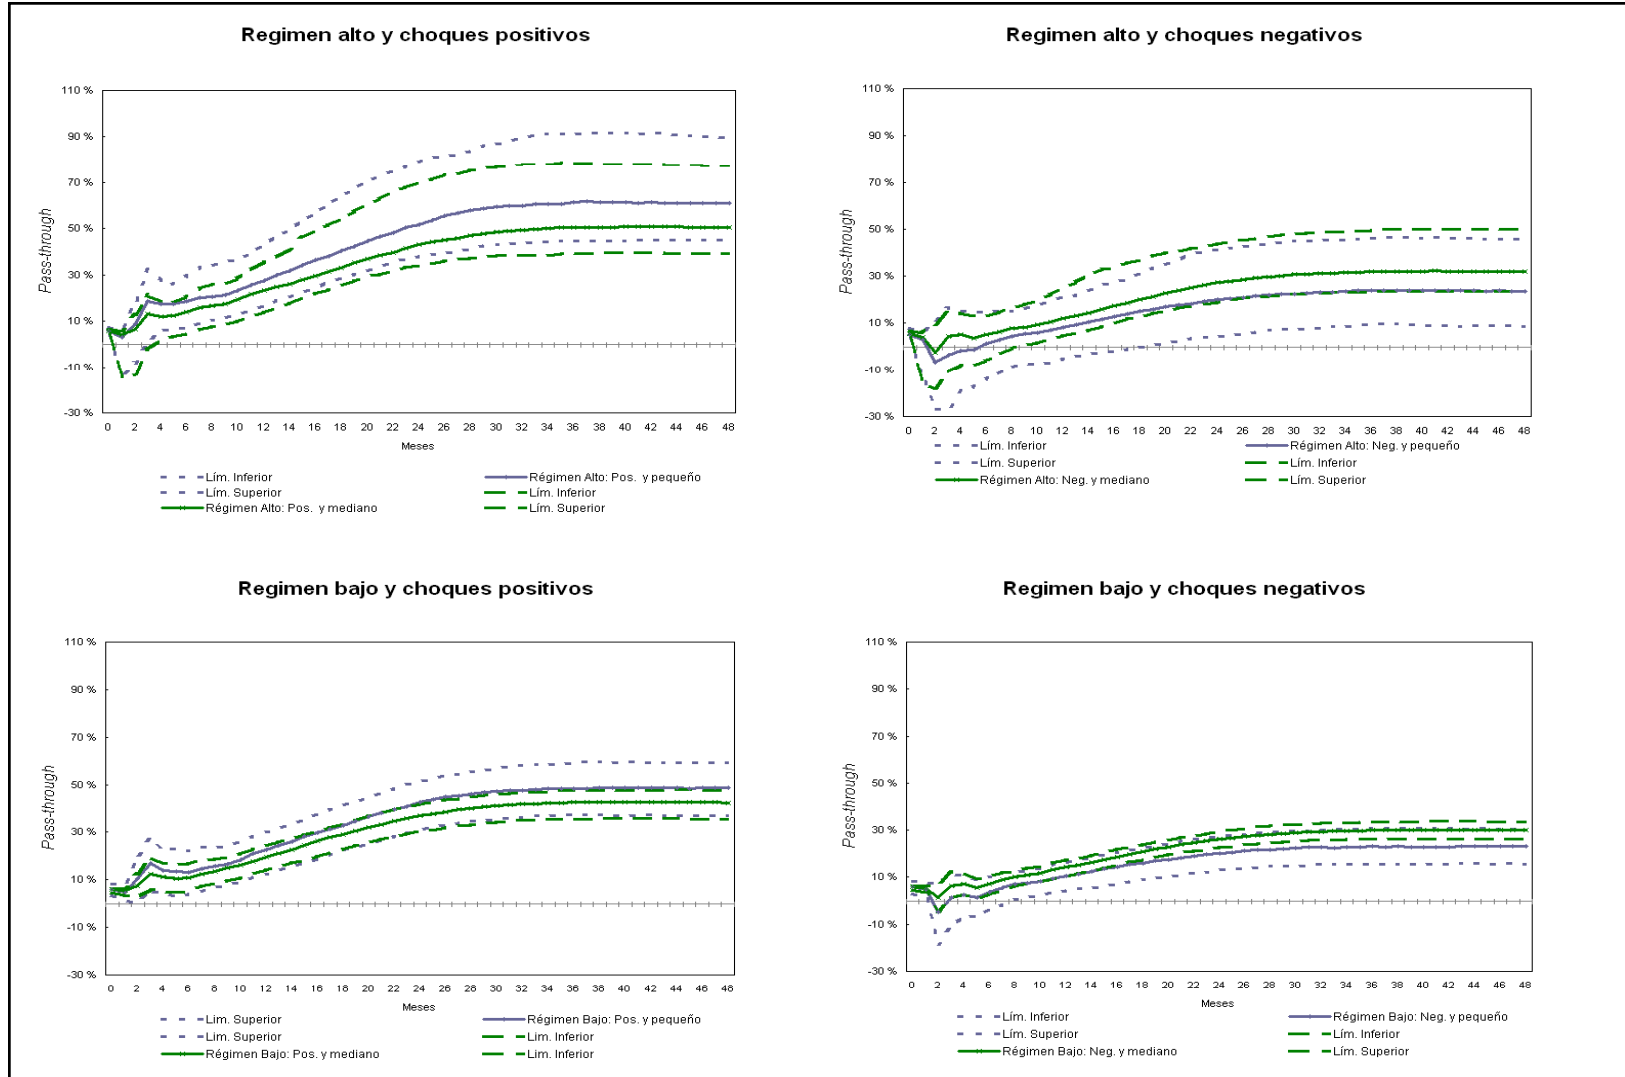 Regimen alto y choques positivos
Pass-through
110 %
90 %
70 %
50 %
30 %
10 %
-10 %
-30 %
0 2 4 6 8 10 12 14 16 18 20 22 24 26 28 30 32 34 36 38 40 42 44 46 48
Meses
Lím. Inferior
Régimen Alto: Pos. y pequeño
Lím. Superior
Lím. Inferior
Régimen Alto: Pos. y mediano
Lím. Superior
Regimen alto y choques negativos
Pass-through
110 %
90 %
70 %
50 %
30 %
10 %
-10 %
-30 %
0 2 4 6 8 10 12 14 16 18 20 22 24 26 28 30 32 34 36 38 40 42 44 46 48
Lím. Inferior
Régimen Alto: Neg. y pequeño
Lím. Superior
Lím. Inferior
Régimen Alto: Neg. y mediano
Lím. Superior
Regimen bajo y choques positivos
Pass-through
110 %
90 %
70 %
50 %
30 %
10 %
-10 %
-30 %
0 2 4 6 8 10 12 14 16 18 20 22 24 26 28 30 32 34 36 38 40 42 44 46 48
Meses
Lim. Superior
Régimen Bajo: Pos. y pequeño
Lim. Superior
Lim. Inferior
Régimen Bajo: Pos. y mediano
Lim. Inferior
Regimen bajo y choques negativos
Pass-through
110 %
90 %
70 %
50 %
30 %
10 %
-10 %
-30 %
0 2 4 6 8 10 12 14 16 18 20 22 24 26 28 30 32 34 36 38 40 42 44 46 48
Meses
Lím. Inferior
Régimen Bajo: Neg. y pequeño
Lím. Superior
Lím. Inferior
Régimen Bajo: Neg. y mediano
Lím. Superior